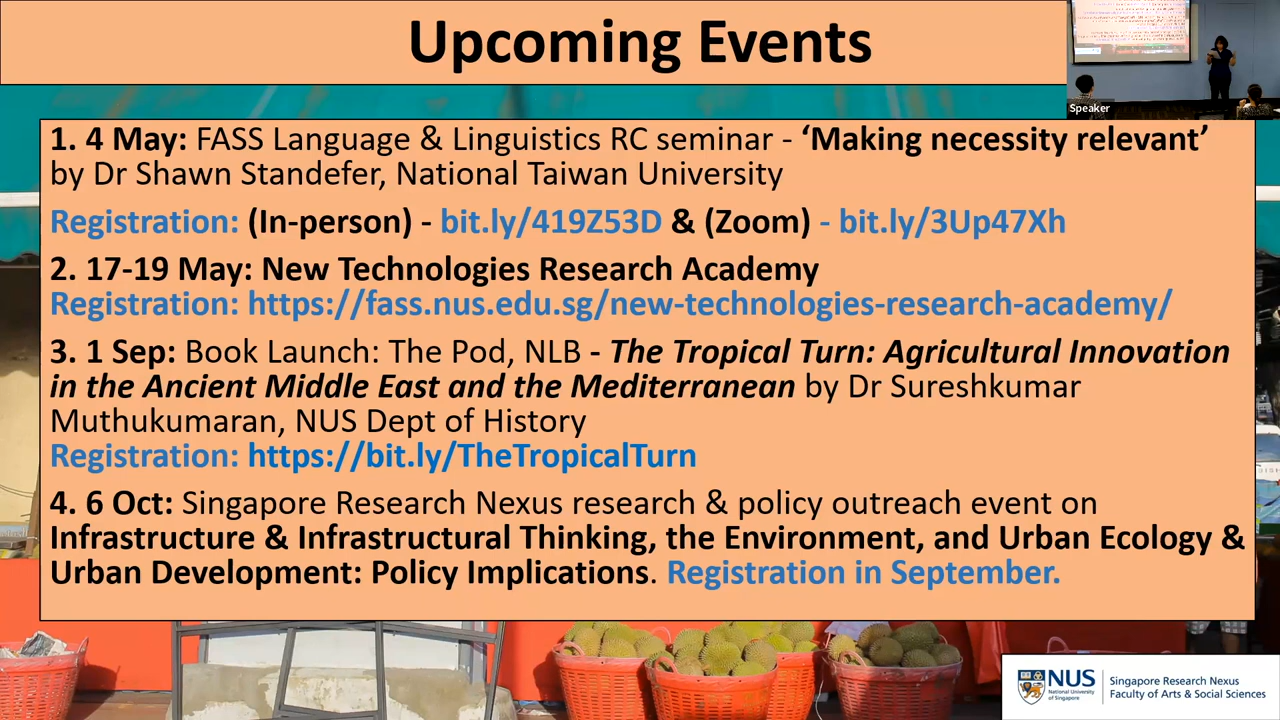 Upcoming Events
Speaker
1. 4 May: FASS Language & Linguistics RC seminar - ‘Making necessity relevant’
by Dr Shawn Standefer, National Taiwan University
Registration: (In-person) - bit.ly/419Z53D & (Zoom) - bit.ly/3Up47Xh
2. 17-19 May: New Technologies Research Academy
Registration: https://fass.nus.edu.sg/new-technologies-research-academy/
3. 1 Sep: Book Launch: The Pod, NLB - The Tropical Turn: Agricultural Innovation
in the Ancient Middle East and the Mediterranean by Dr Sureshkumar
Muthukumaran, NUS Dept of History
Registration: https://bit.ly/TheTropicalTurn
4. 6 Oct: Singapore Research Nexus research & policy outreach event on
Infrastructure & Infrastructural Thinking, the Environment, and Urban Ecology &
Urban Development: Policy Implications. Registration in September.
NUS
National University
of Singapore
Singapore Research Nexus
Faculty of Arts & Social Sciences